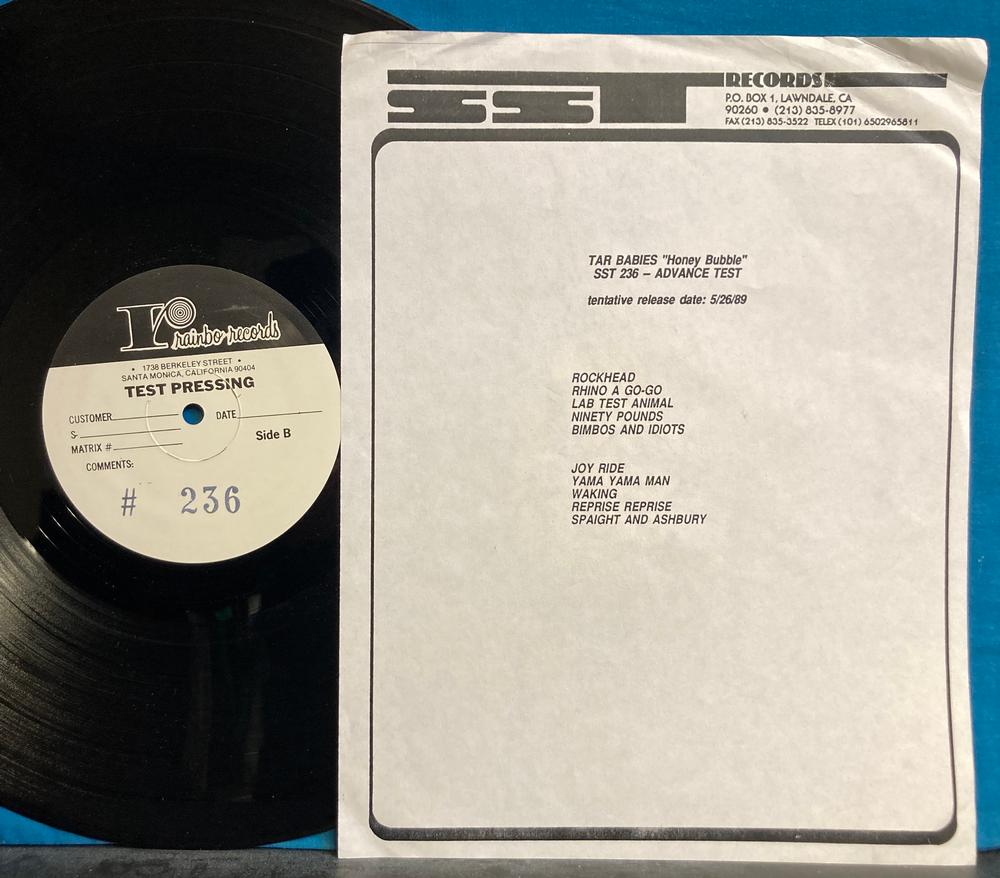 r rainbo records
• 1738 BERKELEY STREET •
SANTA MONICA, CALIFORNIA 90404
TEST PRESSING
CUSTOMER DATE
S-
Side B
MATRIX #
COMMENTS:
# 236
SST RECORDS
P.O. BOX 1, LAWNDALE, CA
90260 • (213) 835-8977
FAX (213) 835-3522 TELEX (101) 6502965811
TAR BABIES "Honey Bubble"
SST 236 – ADVANCE TEST
tentative release date: 5/26/89
ROCKHEAD
RHINO A GO-GO
LAB TEST ANIMAL
NINETY POUNDS
BIMBOS AND IDIOTS
JOY RIDE
YAMA YAMA MAN
WAKING
REPRISE REPRISE
SPAIGHT AND ASHBURY